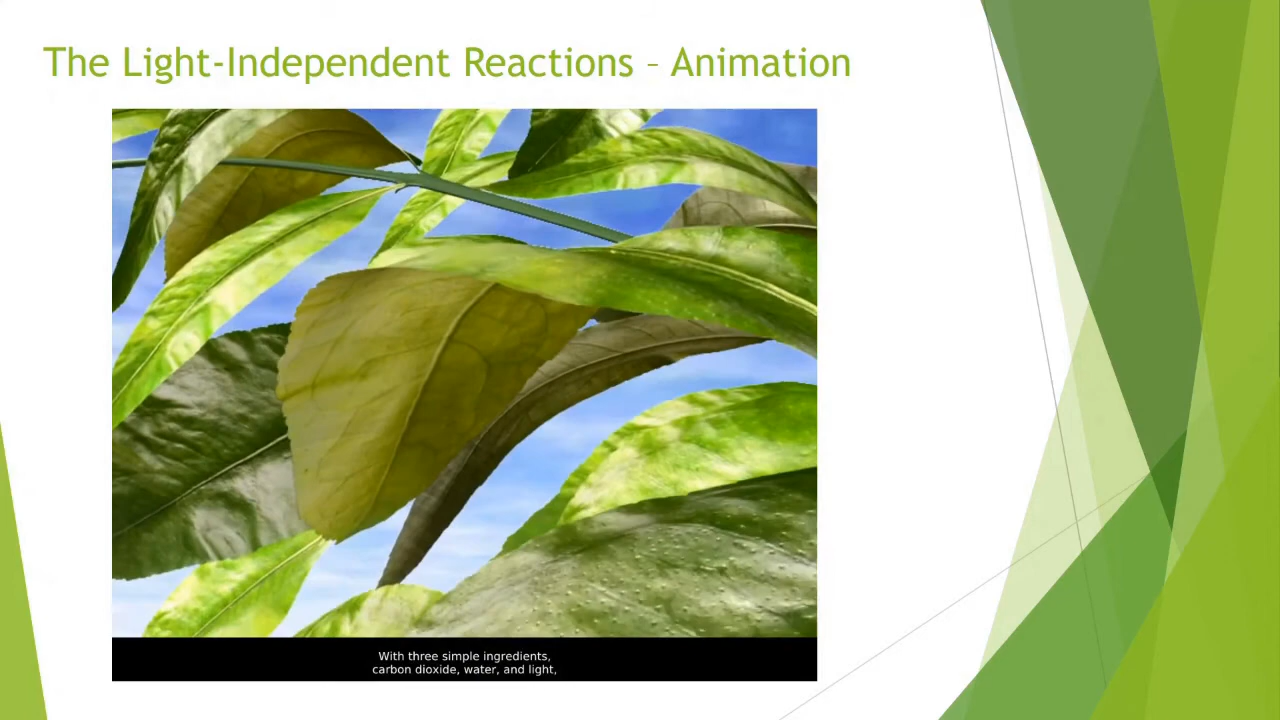 The Light-Independent Reactions – Animation
With three simple ingredients,
carbon dioxide, water, and light,